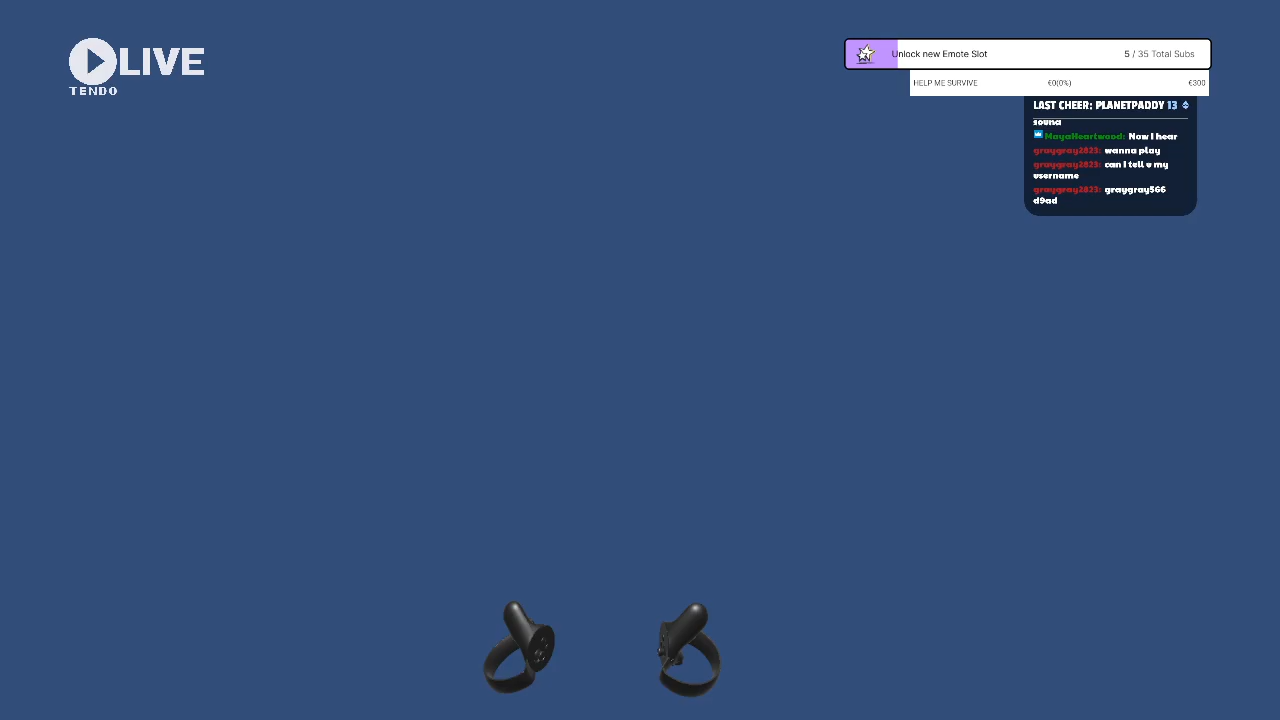 LIVE
TENDO
Unlock new Emote Slot 5 / 35 Total Subs
HELP ME SURVIVE €0(0%) €300
LAST CHEER: PLANETPADDY 13
sound
MayaHeartwood: Now I hear
graygray2823: wanna play
graygray2823: can I tell u my
username
graygray2823: graygray566
d9ad